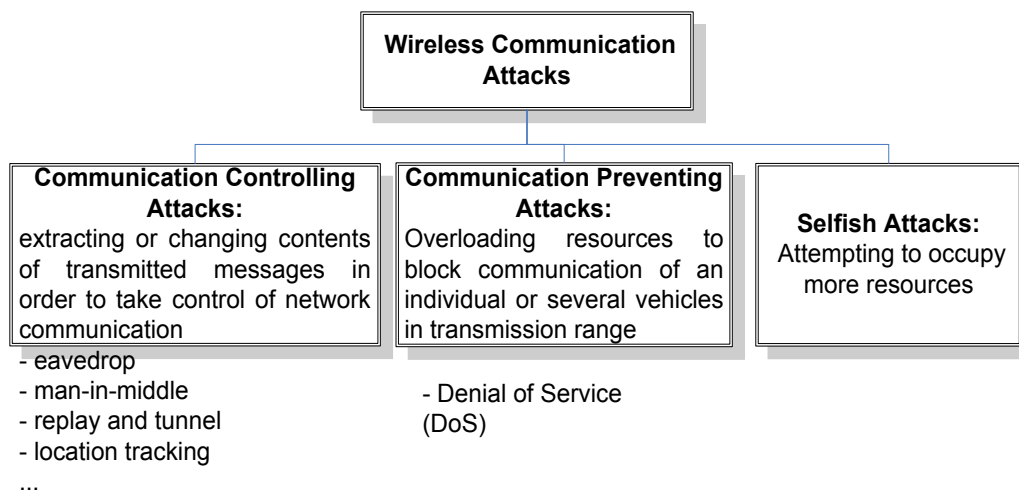 Wireless Communication
Attacks
Communication Controlling
Attacks:
extracting or changing contents
of transmitted messages in
order to take control of network
communication
- eavedrop
- man-in-middle
- replay and tunnel
- location tracking
...
Communication Preventing
Attacks:
Overloading resources to
block communication of an
individual or several vehicles
in transmission range
- Denial of Service
(DoS)
Selfish Attacks:
Attempting to occupy
more resources